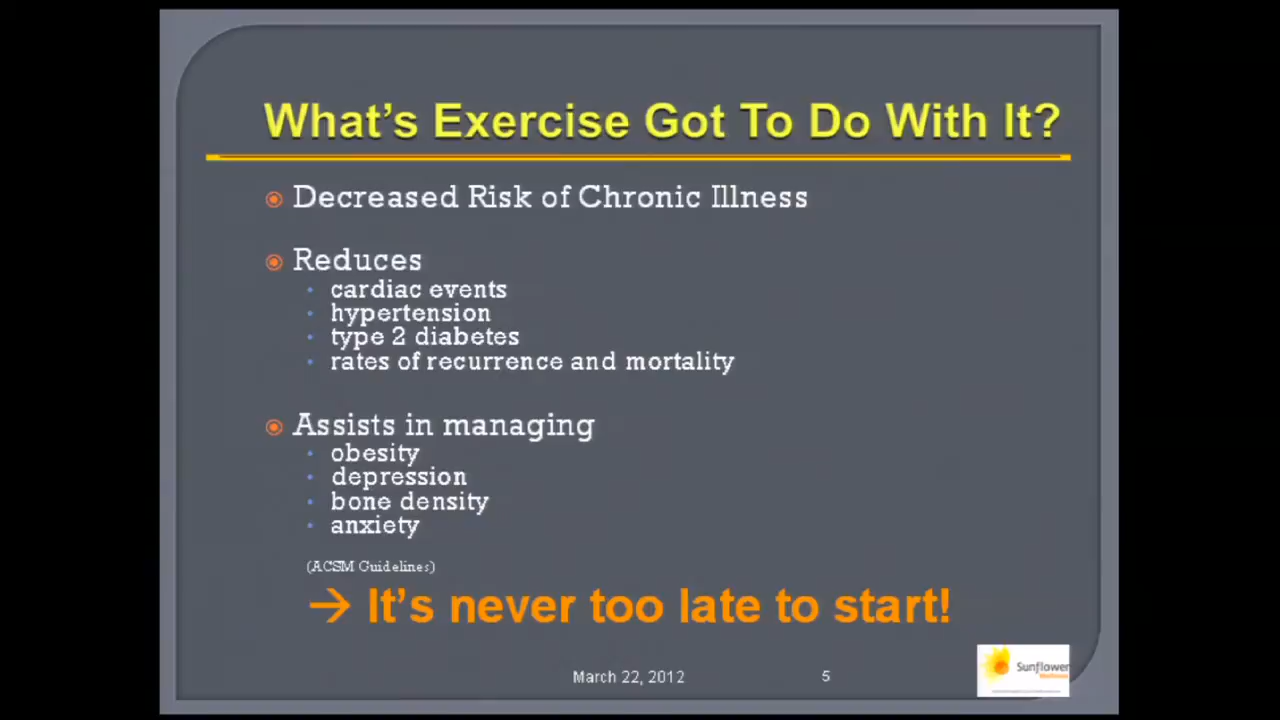 What's Exercise Got To Do With It?
Decreased Risk of Chronic Illness
Reduces
cardiac events
hypertension
type 2 diabetes
rates of recurrence and mortality
Assists in managing
obesity
depression
bone density
anxiety
(ACSM Guidelines)
→ It's never too late to start!
March 22, 2012 5
Sunflower